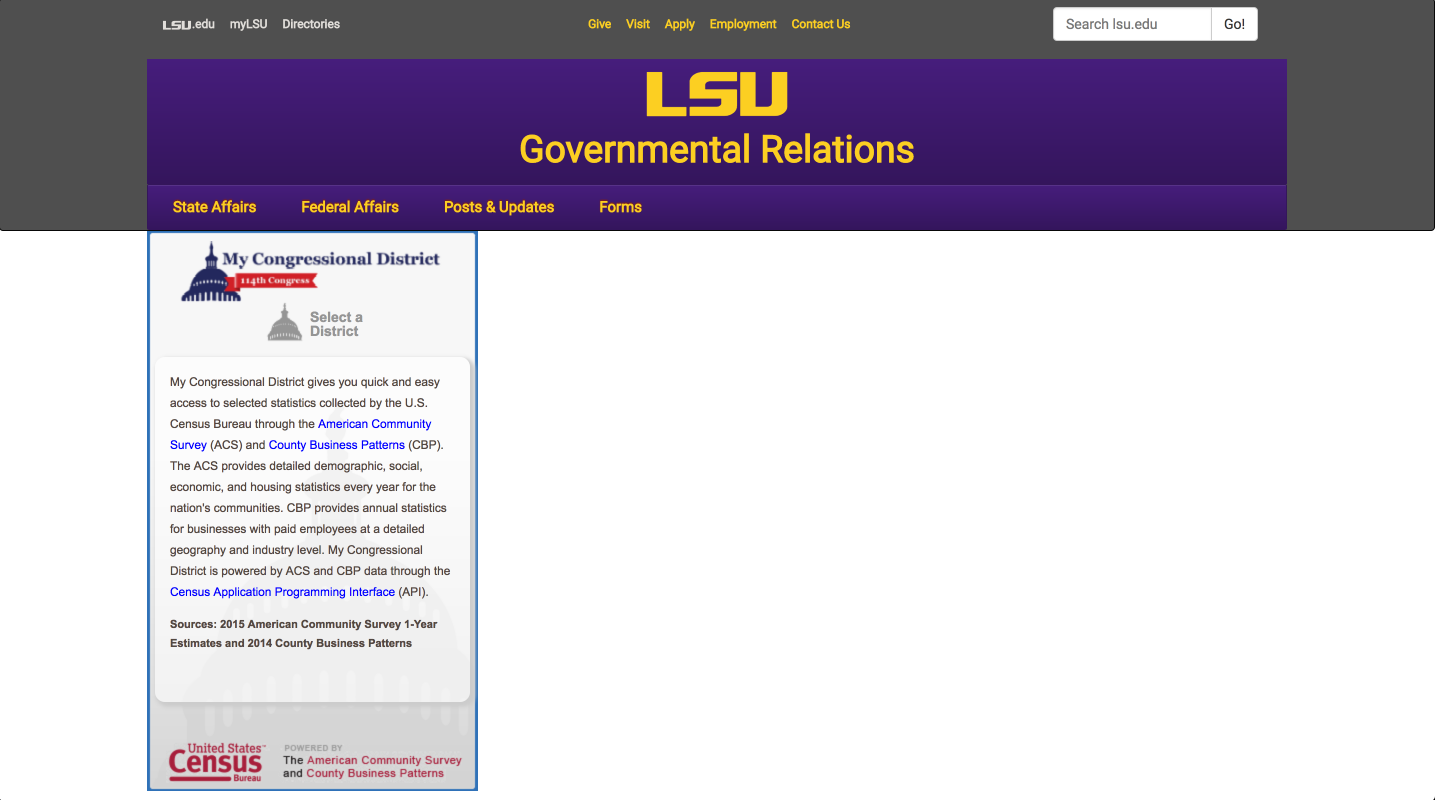 LSU.edu myLSU Directories Give Visit Apply Employment Contact Us Search lsu.edu Go!
LSU
Governmental Relations
State Affairs Federal Affairs Posts & Updates Forms
My Congressional District
114th Congress
Select a
District
My Congressional District gives you quick and easy
access to selected statistics collected by the U.S.
Census Bureau through the American Community
Survey (ACS) and County Business Patterns (CBP).
The ACS provides detailed demographic, social,
economic, and housing statistics every year for the
nation's communities. CBP provides annual statistics
for businesses with paid employees at a detailed
geography and industry level. My Congressional
District is powered by ACS and CBP data through the
Census Application Programming Interface (API).
Sources: 2015 American Community Survey 1-Year
Estimates and 2014 County Business Patterns
United States™
Census
Bureau
POWERED BY
The American Community Survey
and County Business Patterns